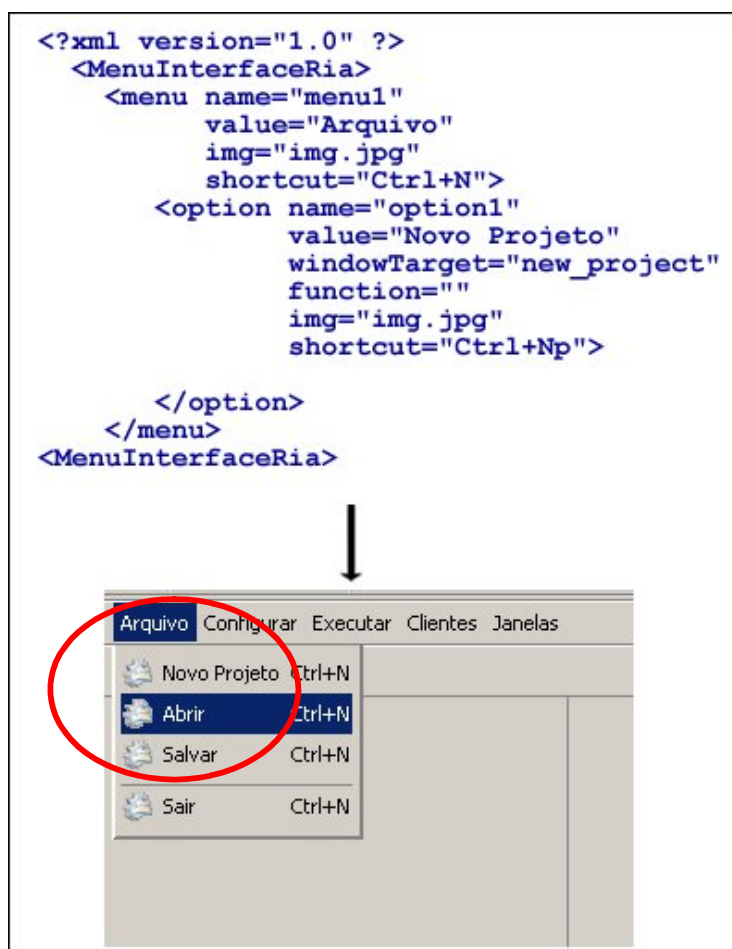 <?xml version="1.0" ?>
<MenuInterfaceRia>
<menu name="menu1"
value="Arquivo"
img="img.jpg"
shortcut="Ctrl+N">
<option name="option1"
value="Novo Projeto"
windowTarget="new_project"
function=""
img="img.jpg"
shortcut="Ctrl+Np">
</option>
</menu>
<MenuInterfaceRia>
Arquivo Configurar Executar Clientes Janelas
Novo Projeto Ctrl+N
Abrir Ctrl+N
Salvar Ctrl+N
Sair Ctrl+N